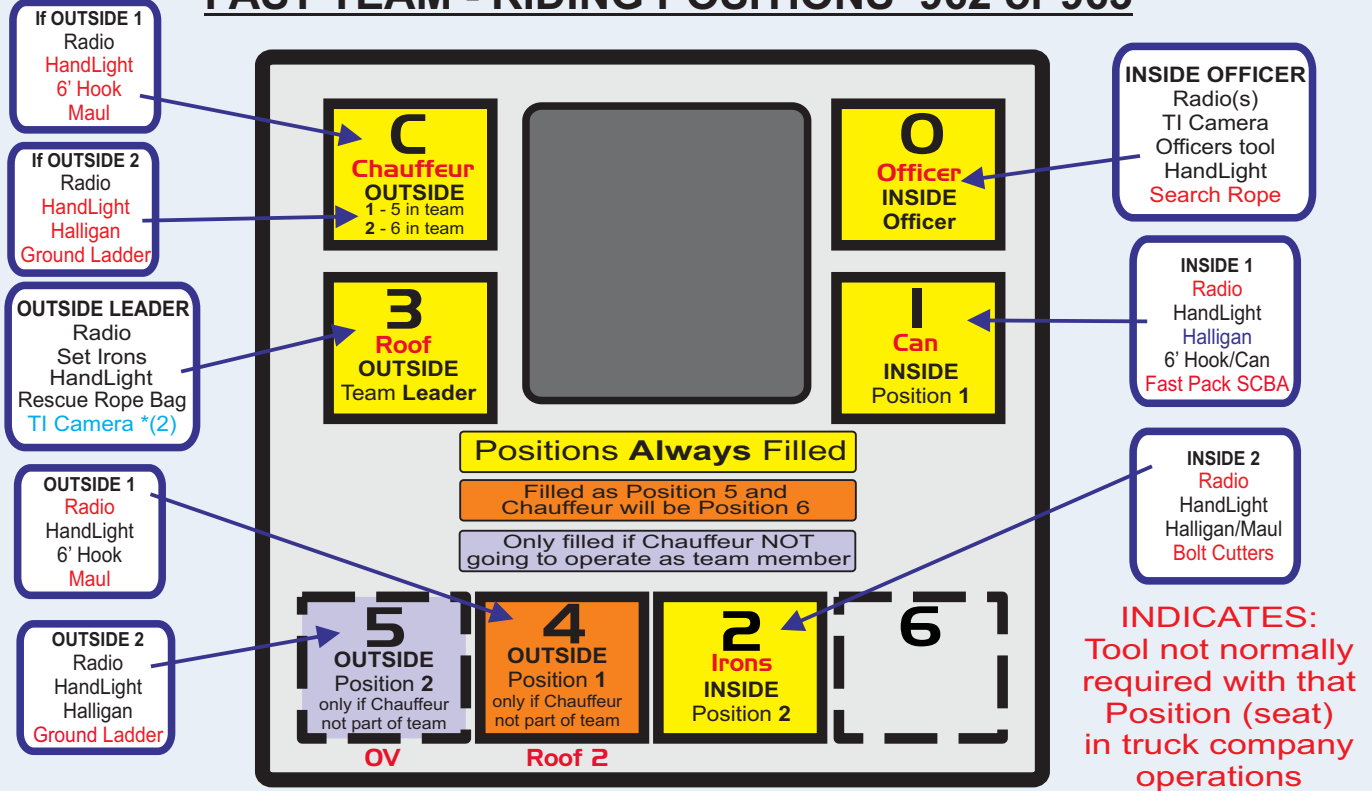 FAST TEAM - RIDING POSITIONS
If OUTSIDE 1
Radio
HandLight
6' Hook
Maul
If OUTSIDE 2
Radio
HandLight
Halligan
Ground Ladder
OUTSIDE LEADER
Radio
Set Irons
HandLight
Rescue Rope Bag
TI Camera *(2)
OUTSIDE 1
Radio
HandLight
6' Hook
Maul
OUTSIDE 2
Radio
HandLight
Halligan
Ground Ladder
C
Chauffeur
OUTSIDE
1 - 5 in team
2 - 6 in team
3
Roof
OUTSIDE
Team Leader
O
Officer
INSIDE
Officer
1
Can
INSIDE
Position 1
Positions Always Filled
Filled as Position 5 and
Chauffeur will be Position 6
Only filled if Chauffeur NOT
going to operate as team member
5
OUTSIDE
Position 2
only if Chauffeur
not part of team
OV
4
OUTSIDE
Position 1
only if Chauffeur
not part of team
Roof 2
2
Irons
INSIDE
Position 2
6
INSIDE OFFICER
Radio(s)
TI Camera
Officers tool
HandLight
Search Rope
INSIDE 1
Radio
HandLight
Halligan
6' Hook/Can
Fast Pack SCBA
INSIDE 2
Radio
HandLight
Halligan/Maul
Bolt Cutters
INDICATES:
Tool not normally
required with that
Position (seat)
in truck company
operations